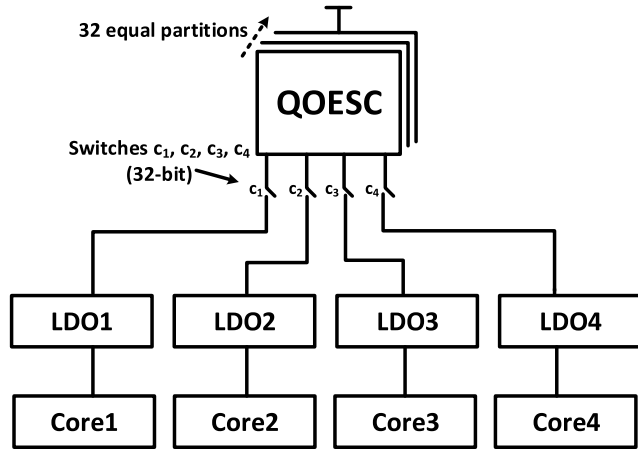 32 equal partitions
QOESC
Switches c₁, c₂, c₃, c₄
(32-bit)
c₁ c₂ c₃ c₄
LDO1 LDO2 LDO3 LDO4
Core1 Core2 Core3 Core4